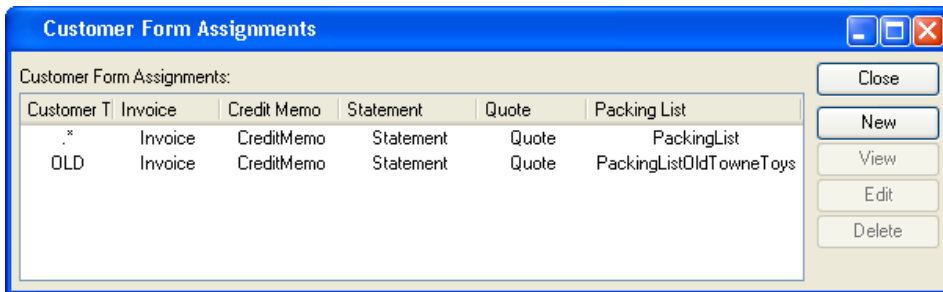 Customer Form Assignments
Customer Form Assignments:
Close
Customer T Invoice Credit Memo Statement Quote Packing List
New
.* Invoice CreditMemo Statement Quote PackingList
View
OLD Invoice CreditMemo Statement Quote PackingListOldTowneToys
Edit
Delete